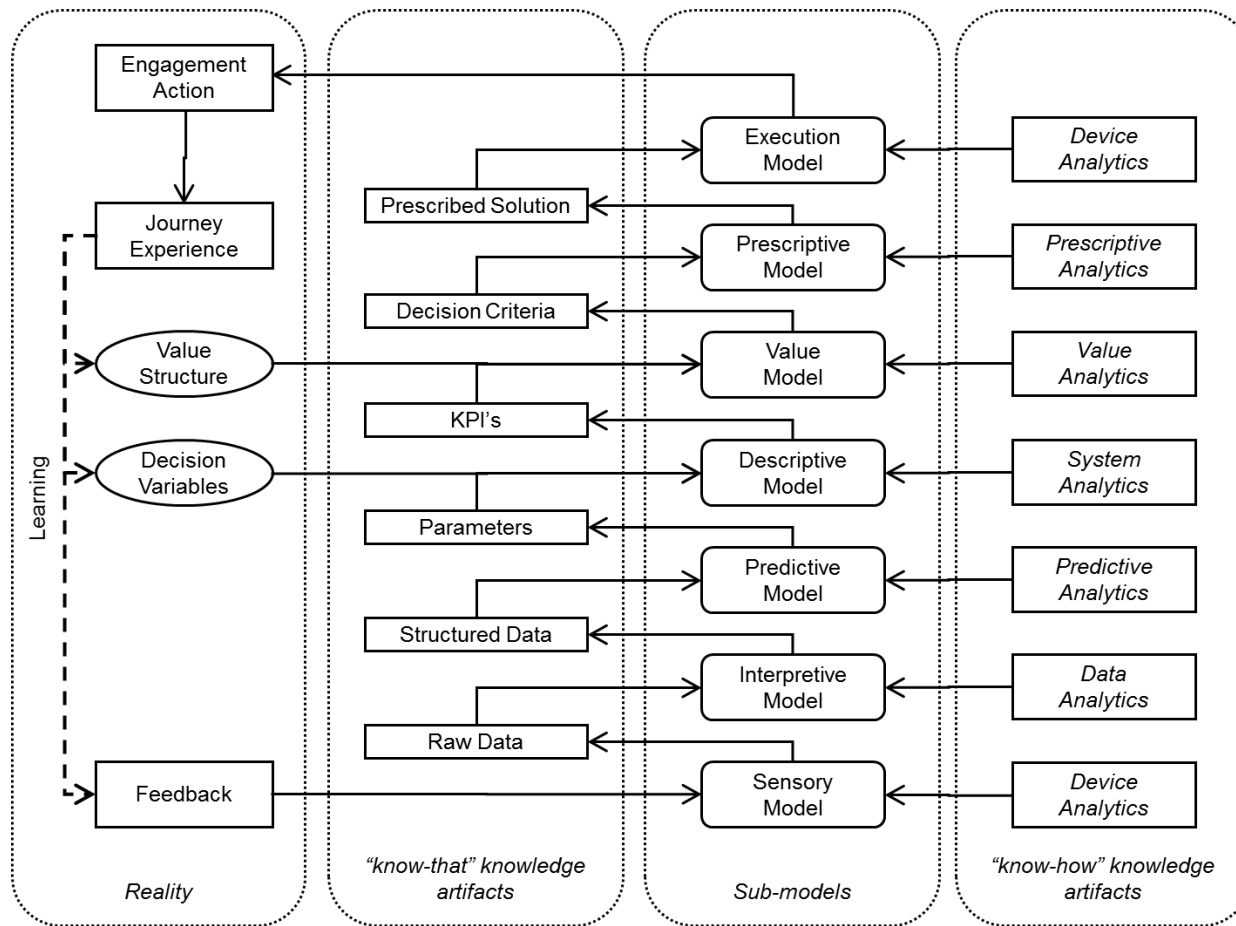 Engagement
Action
Journey
Experience
Value
Structure
Decision
Variables
Learning
Feedback
Reality
Prescribed Solution
Decision Criteria
KPI's
Parameters
Structured Data
Raw Data
“know-that” knowledge
artifacts
Execution
Model
Prescriptive
Model
Value
Model
Descriptive
Model
Predictive
Model
Interpretive
Model
Sensory
Model
Sub-models
Device
Analytics
Prescriptive
Analytics
Value
Analytics
System
Analytics
Predictive
Analytics
Data
Analytics
Device
Analytics
“know-how” knowledge
artifacts